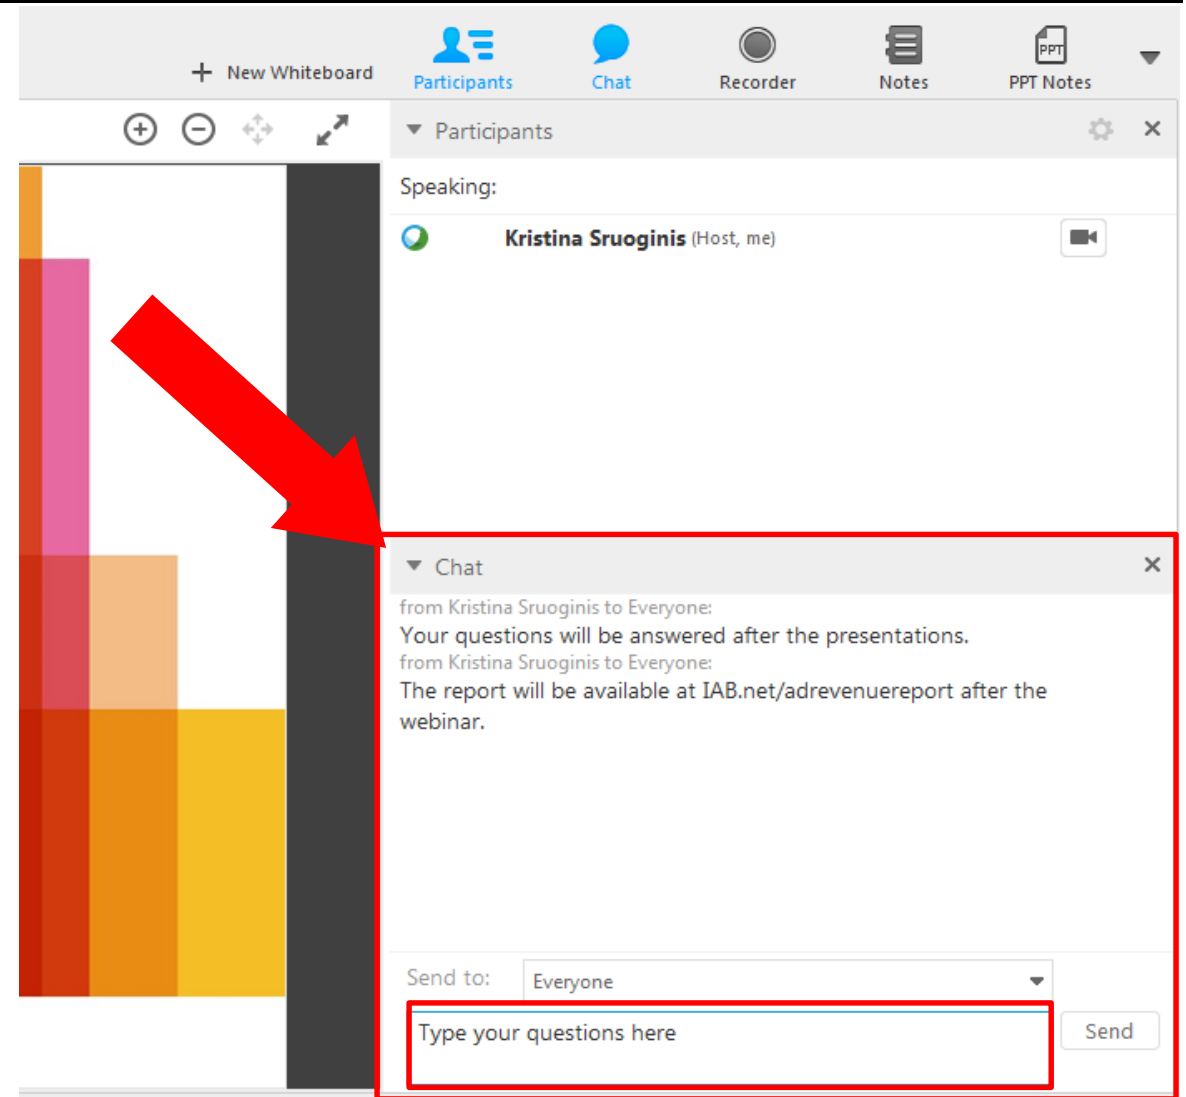 New Whiteboard
Participants
Chat
Recorder
Notes
PPT
PPT Notes
Participants
Speaking:
Kristina Sruoginis (Host, me)
Chat
from Kristina Sruoginis to Everyone:
Your questions will be answered after the presentations.
from Kristina Sruoginis to Everyone:
The report will be available at IAB.net/adrevenuereport after the
webinar.
Send to:
Everyone
Type your questions here
Send